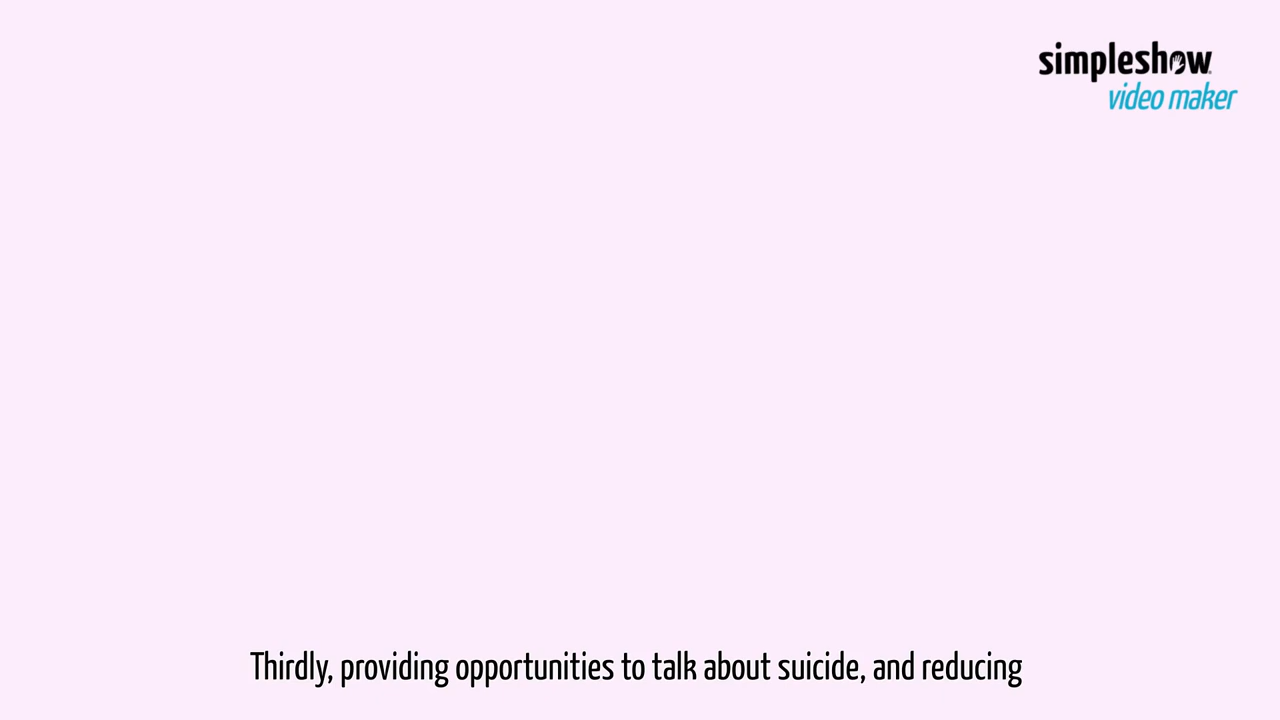 simpleshow
video maker
Thirdly, providing opportunities to talk about suicide, and reducing